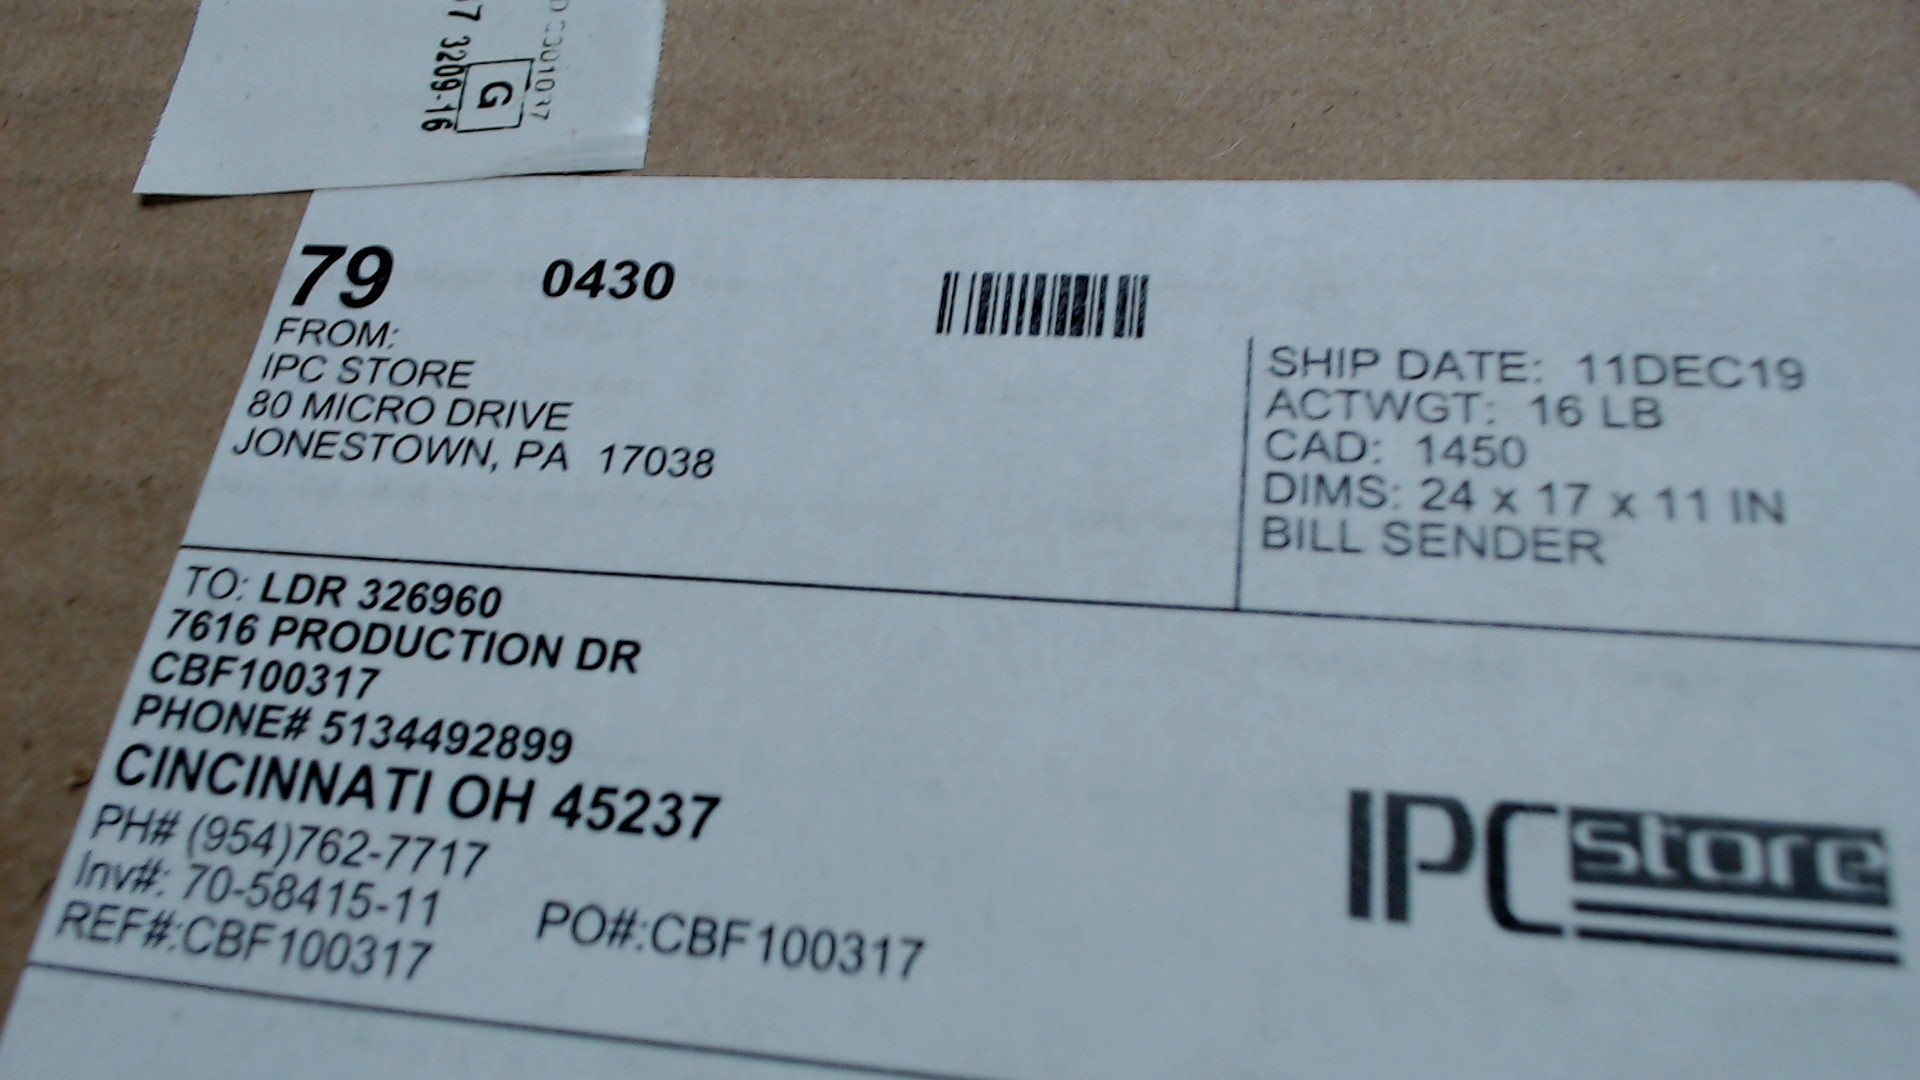 3209-16
G
79 0430
FROM:
IPC STORE
80 MICRO DRIVE
JONESTOWN, PA 17038
SHIP DATE: 11DEC19
ACTWGT: 16 LB
CAD: 1450
DIMS: 24 x 17 x 11 IN
BILL SENDER
TO: LDR 326960
7616 PRODUCTION DR
CBF100317
PHONE# 5134492899
CINCINNATI OH 45237
PH# (954)762-7717
Inv#: 70-58415-11
REF#:CBF100317 PO#:CBF100317
IPC store